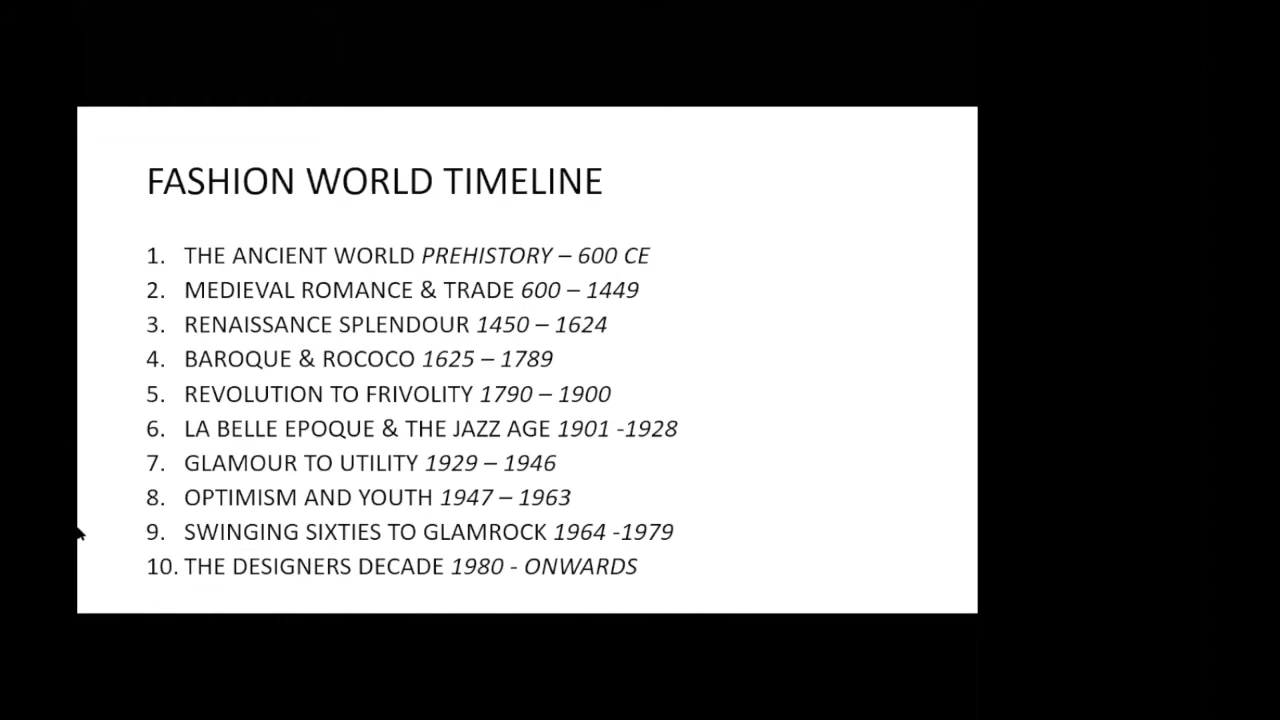 FASHION WORLD TIMELINE
1. THE ANCIENT WORLD PREHISTORY – 600 CE
2. MEDIEVAL ROMANCE & TRADE 600 – 1449
3. RENAISSANCE SPLENDOUR 1450 – 1624
4. BAROQUE & ROCOCO 1625 – 1789
5. REVOLUTION TO FRIVOLITY 1790 – 1900
6. LA BELLE EPOQUE & THE JAZZ AGE 1901 -1928
7. GLAMOUR TO UTILITY 1929 – 1946
8. OPTIMISM AND YOUTH 1947 – 1963
9. SWINGING SIXTIES TO GLAMROCK 1964 -1979
10. THE DESIGNERS DECADE 1980 - ONWARDS